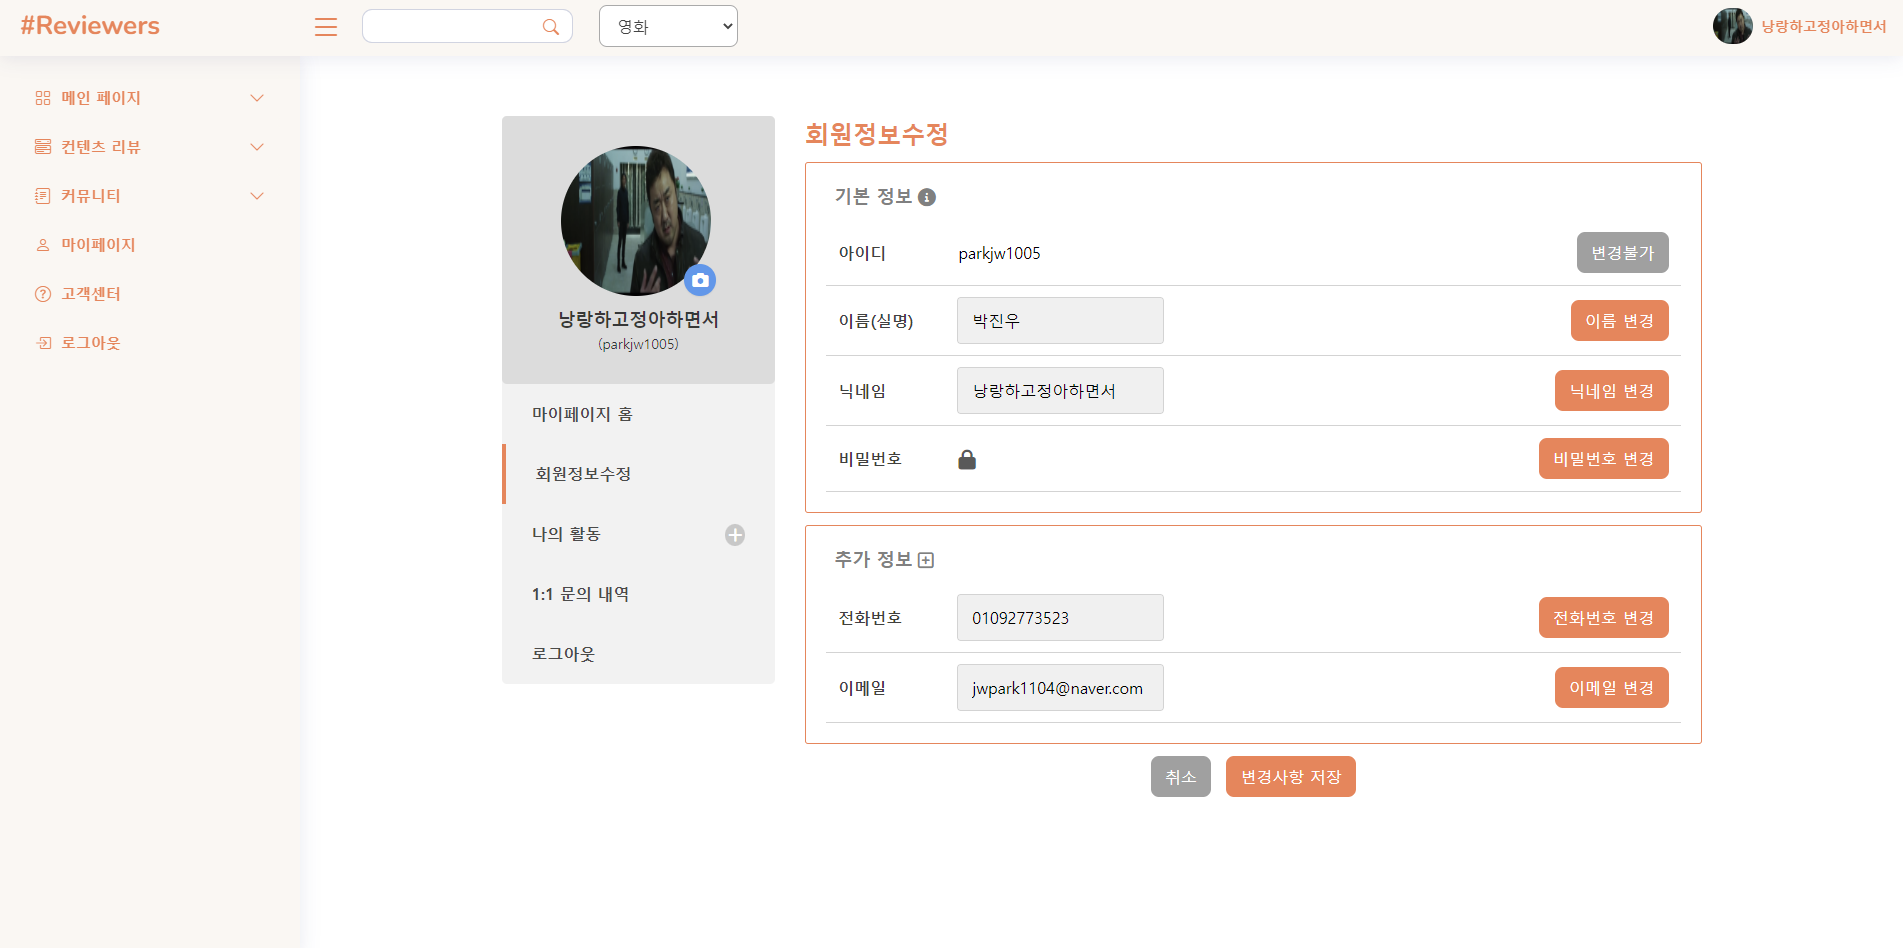 #Reviewers
영화
낭랑하고정아하면서
메인 페이지
컨텐츠 리뷰
커뮤니티
마이페이지
고객센터
로그아웃
낭랑하고정아하면서
(parkjw1005)
마이페이지 홈
회원정보수정
나의 활동
1:1 문의 내역
로그아웃
회원정보수정
기본 정보
아이디 parkjw1005 변경불가
이름(실명) 박진우 이름 변경
닉네임 낭랑하고정아하면서 닉네임 변경
비밀번호 비밀번호 변경
추가 정보
전화번호 01092773523 전화번호 변경
이메일 jwpark1104@naver.com 이메일 변경
취소 변경사항 저장